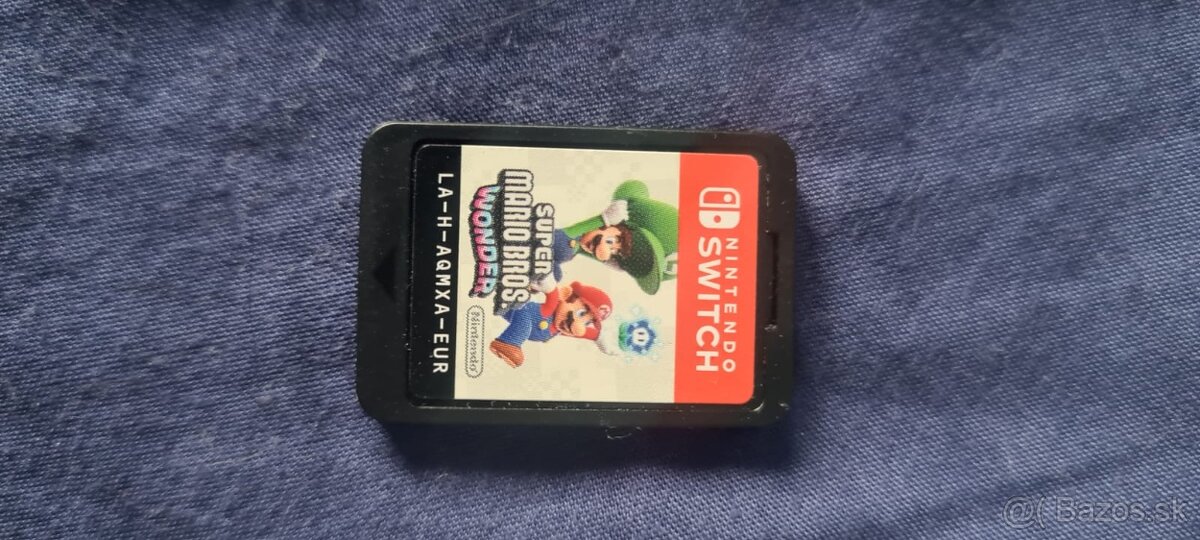 NINTENDO
SWITCH
SUPER
MARIO BROS.
WONDER
Nintendo
LA-H-AQMXA-EUR
@( Bazos.sk